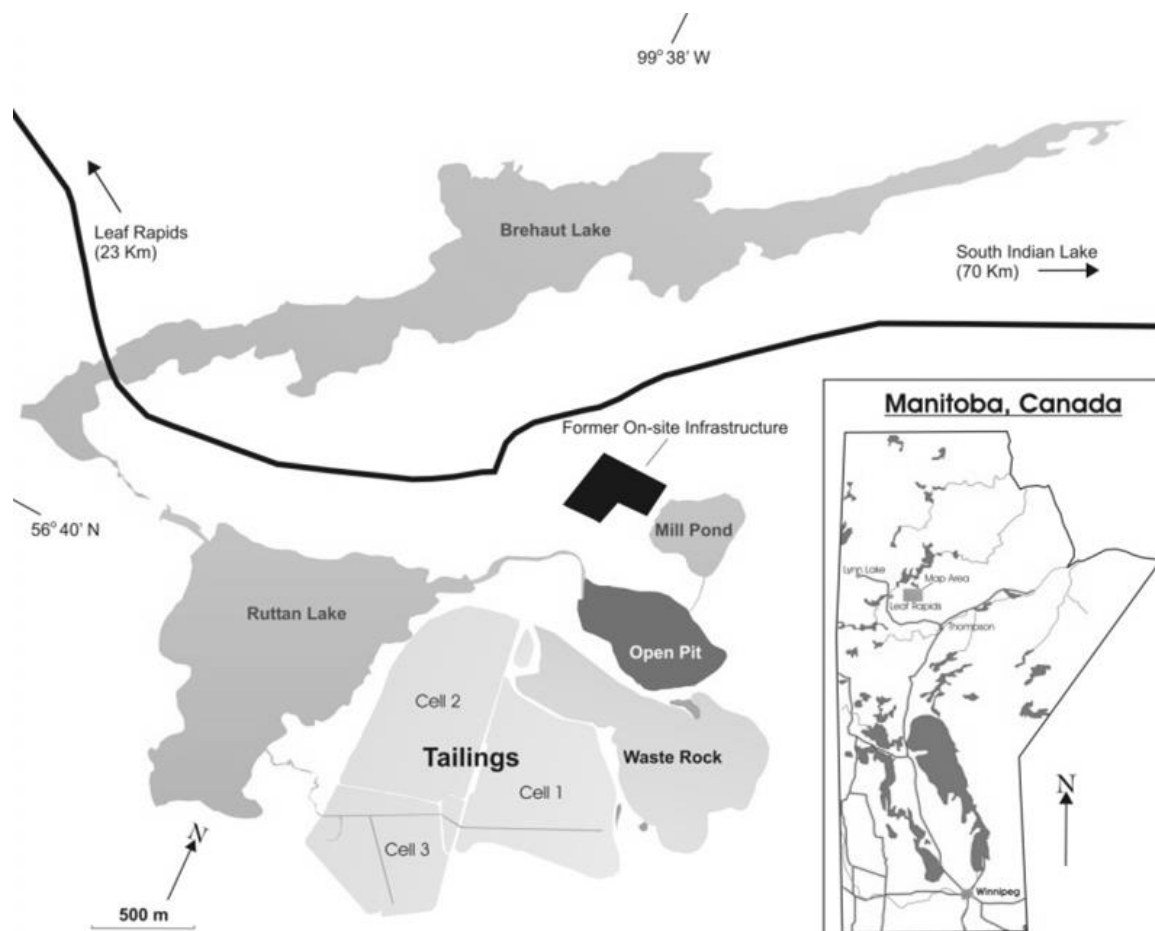 99° 38' W
Leaf Rapids
(23 Km)
Brehaut Lake
South Indian Lake
(70 Km)
Former On-site Infrastructure
56° 40' N
Mill Pond
Ruttan Lake
Open Pit
Cell 2
Tailings
Waste Rock
Cell 1
Cell 3
N
500 m
Manitoba, Canada
Lynn Lake
Map Area
Leaf Rapids
Thompson
N
Winnipeg